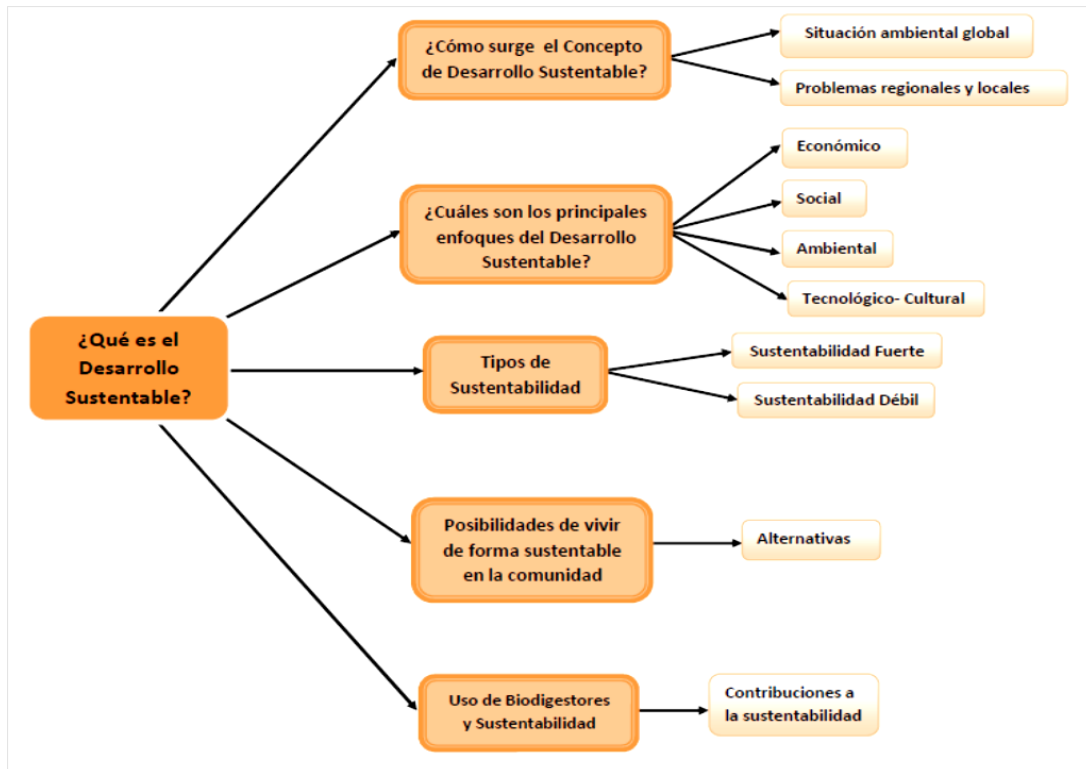 ¿Qué es el
Desarrollo
Sustentable?
¿Cómo surge el Concepto
de Desarrollo Sustentable?
Situación ambiental global
Problemas regionales y locales
¿Cuáles son los principales
enfoques del Desarrollo
Sustentable?
Económico
Social
Ambiental
Tecnológico- Cultural
Tipos de
Sustentabilidad
Sustentabilidad Fuerte
Sustentabilidad Débil
Posibilidades de vivir
de forma sustentable
en la comunidad
Alternativas
Uso de Biodigestores
y Sustentabilidad
Contribuciones a
la sustentabilidad